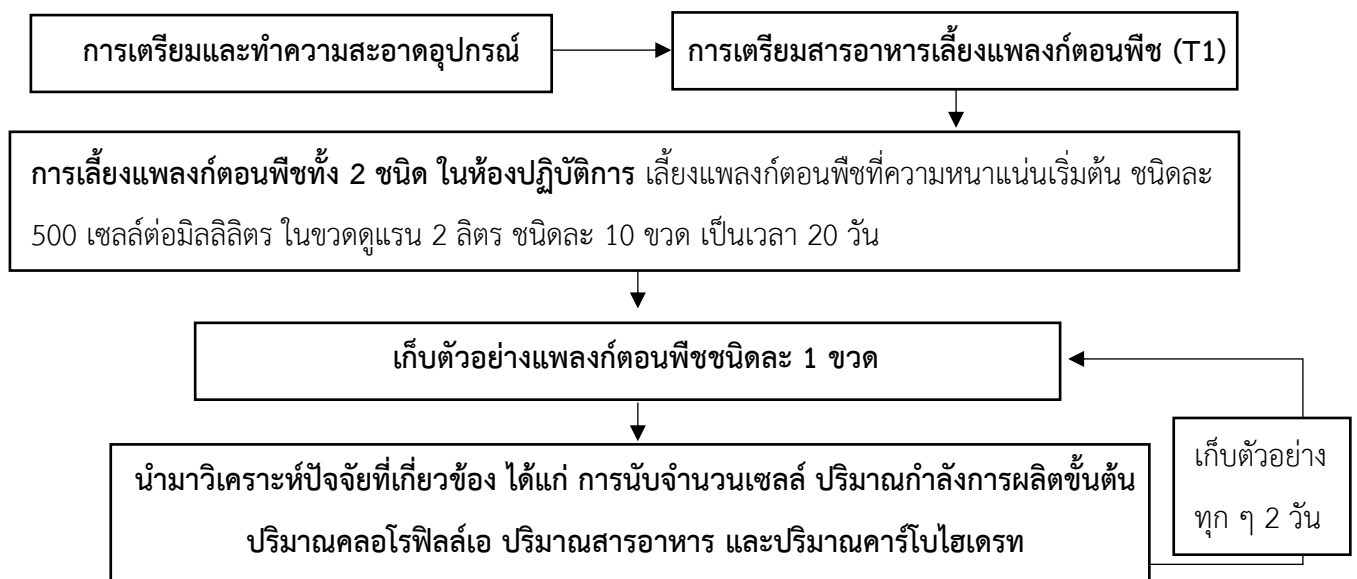 การเตรียมและทำความสะอาดอุปกรณ์
การเตรียมสารอาหารเลี้ยงแพลงก์ตอนพืช (T1)
การเลี้ยงแพลงก์ตอนพืชทั้ง 2 ชนิด ในห้องปฏิบัติการ เลี้ยงแพลงก์ตอนพืชที่ความหนาแน่นเริ่มต้น ชนิดละ
500 เซลล์ต่อมิลลิลิตร ในขวดดูแรน 2 ลิตร ชนิดละ 10 ขวด เป็นเวลา 20 วัน
เก็บตัวอย่างแพลงก์ตอนพืชชนิดละ 1 ขวด
นำมาวิเคราะห์ปัจจัยที่เกี่ยวข้อง ได้แก่ การนับจำนวนเซลล์ ปริมาณกำลังการผลิตขั้นต้น
ปริมาณคลอโรฟิลล์เอ ปริมาณสารอาหาร และปริมาณคาร์โบไฮเดรท
เก็บตัวอย่าง
ทุก ๆ 2 วัน